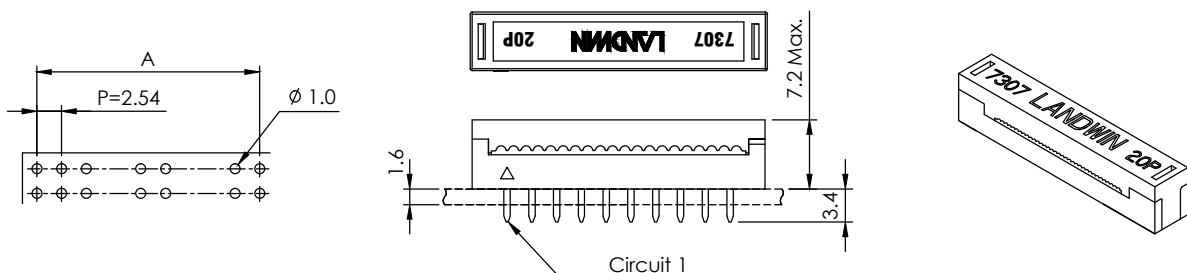 A
P=2.54
Ø 1.0
7307 LANDWIN 20P
7.2 Max.
1.6
3.4
Circuit 1
7307 LANDWIN 20P